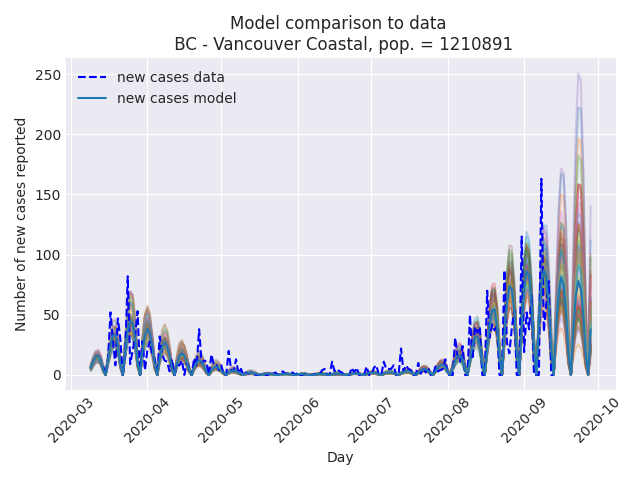 Model comparison to data
BC - Vancouver Coastal, pop. = 1210891
new cases data
new cases model
Number of new cases reported
250
200
150
100
50
0
2020-03
2020-04
2020-05
2020-06
2020-07
2020-08
2020-09
2020-10
Day